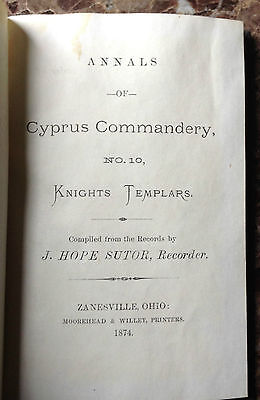 ANNALS
—OF—
Cyprus Commandery,
NO. 10,
KNIGHTS TEMPLARS.
Compiled from the Records by
J. HOPE SUTOR, Recorder.
ZANESVILLE, OHIO:
MOOREHEAD & WILLET, PRINTERS.
1874.